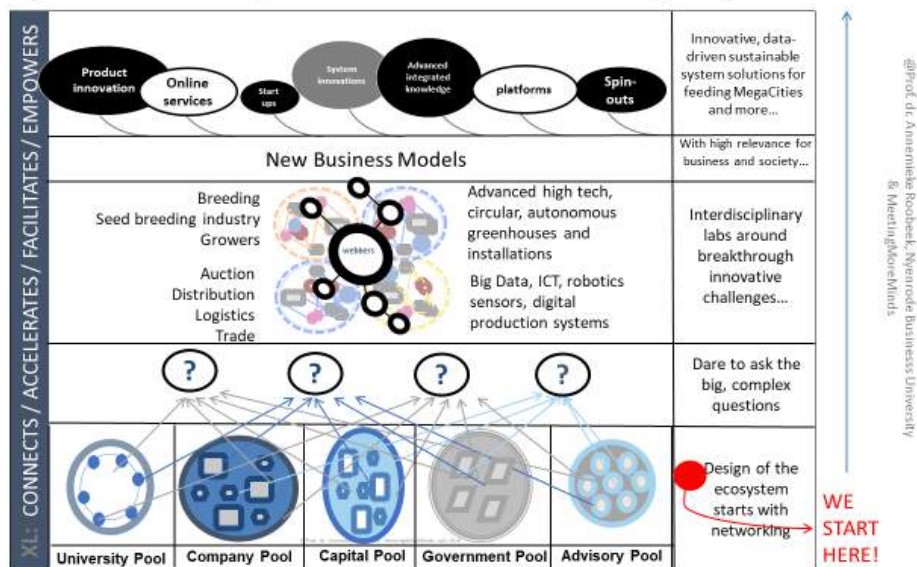 XL: CONNECTS / ACCELERATES / FACILITATES / EMPOWERS
Product
innovation
Online
services
Start
ups
System
innovations
Advanced
integrated
knowledge
platforms
Spin-
outs
Innovative, data-
driven sustainable
system solutions for
feeding MegaCities
and more...
New Business Models
With high relevance for
business and society...
Breeding
Seed breeding industry
Growers
Auction
Distribution
Logistics
Trade
webbers
Advanced high tech,
circular, autonomous
greenhouses and
installations
Big Data, ICT, robotics
sensors, digital
production systems
Interdisciplinary
labs around
breakthrough
innovative
challenges...
?
?
?
?
Dare to ask the
big, complex
questions
University Pool
Company Pool
Capital Pool
Government Pool
Advisory Pool
Design of the
ecosystem
starts with
networking
WE
START
HERE!
@Prof. dr. Annemieke Roobeek, Nyenrode Businesss University
& MeetingMoreMinds